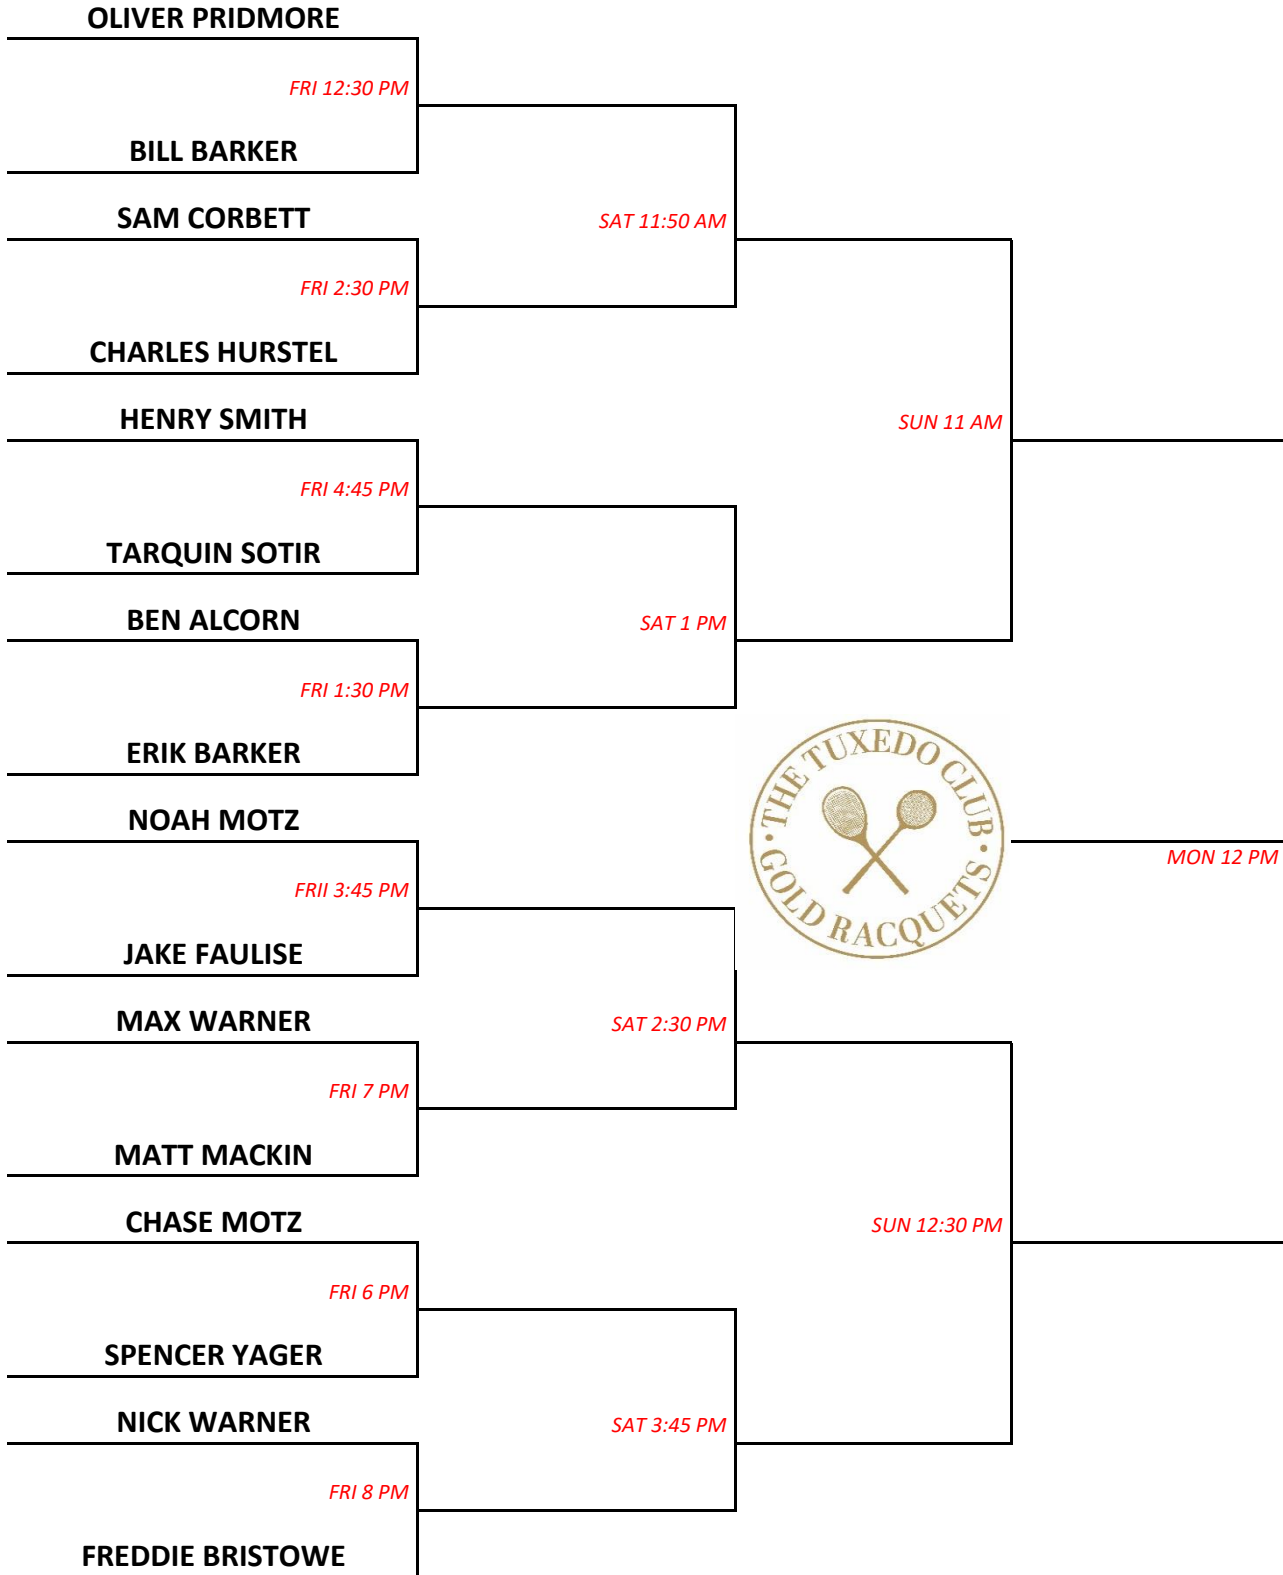 OLIVER PRIDMORE
FRI 12:30 PM
BILL BARKER
SAM CORBETT
SAT 11:50 AM
FRI 2:30 PM
CHARLES HURSTEL
HENRY SMITH
SUN 11 AM
FRI 4:45 PM
TARQUIN SOTIR
BEN ALCORN
SAT 1 PM
FRI 1:30 PM
ERIK BARKER
THE TUXEDO CLUB
GOLD RACQUETS
NOAH MOTZ
MON 12 PM
FRII 3:45 PM
JAKE FAULISE
MAX WARNER
SAT 2:30 PM
FRI 7 PM
MATT MACKIN
CHASE MOTZ
SUN 12:30 PM
FRI 6 PM
SPENCER YAGER
NICK WARNER
SAT 3:45 PM
FRI 8 PM
FREDDIE BRISTOWE